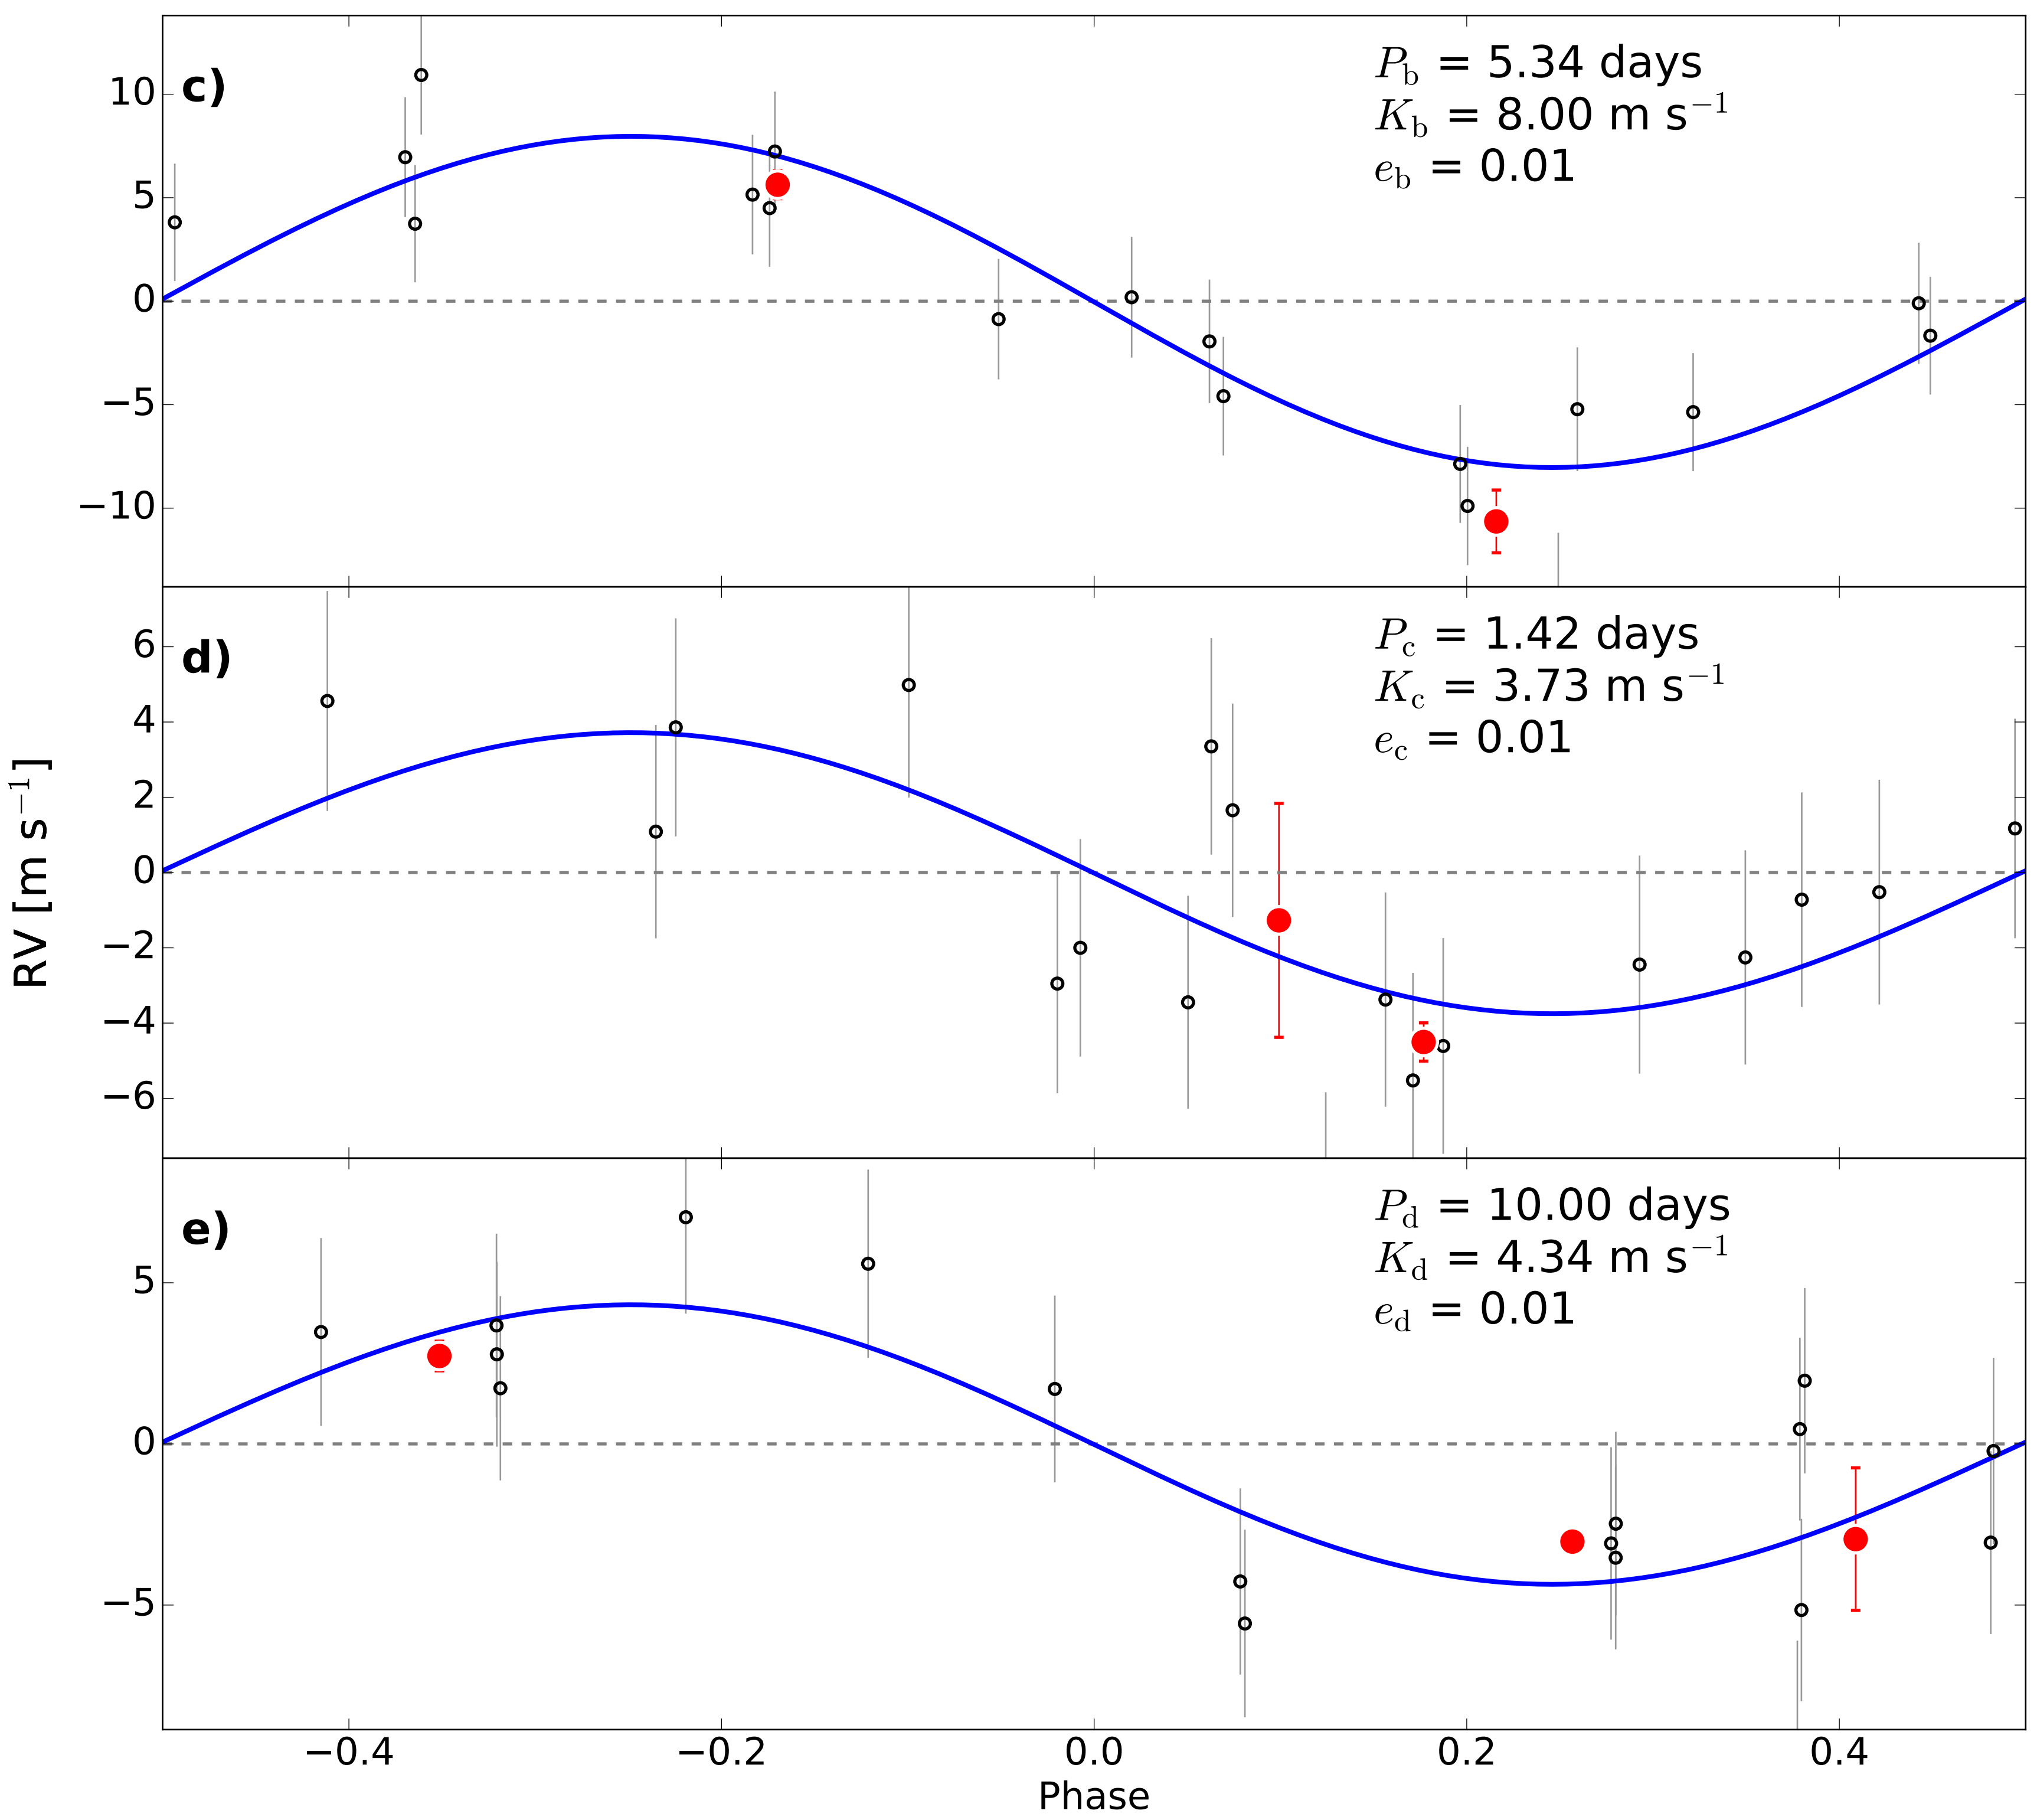 c)
P_b = 5.34 days
K_b = 8.00 m s⁻¹
e_b = 0.01
10
5
0
−5
−10
d)
P_c = 1.42 days
K_c = 3.73 m s⁻¹
e_c = 0.01
6
4
2
0
−2
−4
−6
RV [m s⁻¹]
e)
P_d = 10.00 days
K_d = 4.34 m s⁻¹
e_d = 0.01
5
0
−5
−0.4 −0.2 0.0 0.2 0.4
Phase